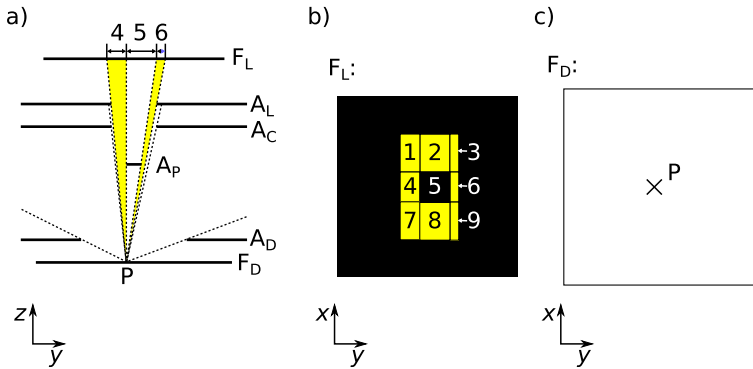 a)
4 5 6
F_L
A_L
A_C
A_P
A_D
F_D
P
z
y
b)
F_L:
1 2 3
4 5 6
7 8 9
x
y
c)
F_D:
P
x
y